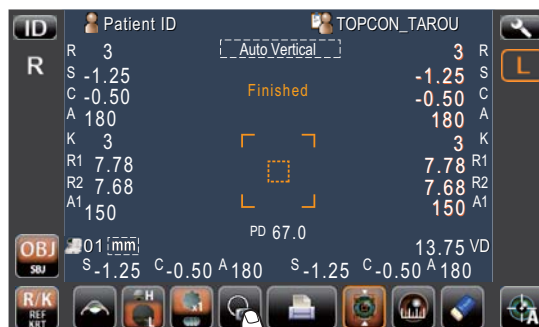 ID Patient ID TOPCON_TAROU
R R 3 Auto Vertical 3 R L
S -1.25 -1.25 S
C -0.50 Finished -0.50 C
A 180 180 A
K 3 3 K
R1 7.78 7.78 R1
R2 7.68 7.68 R2
A1 150 150 A1
PD 67.0
OBJ SBJ 01 mm 13.75 VD
S -1.25 C -0.50 A 180 S -1.25 C -0.50 A 180
R/K REF KRT H L A